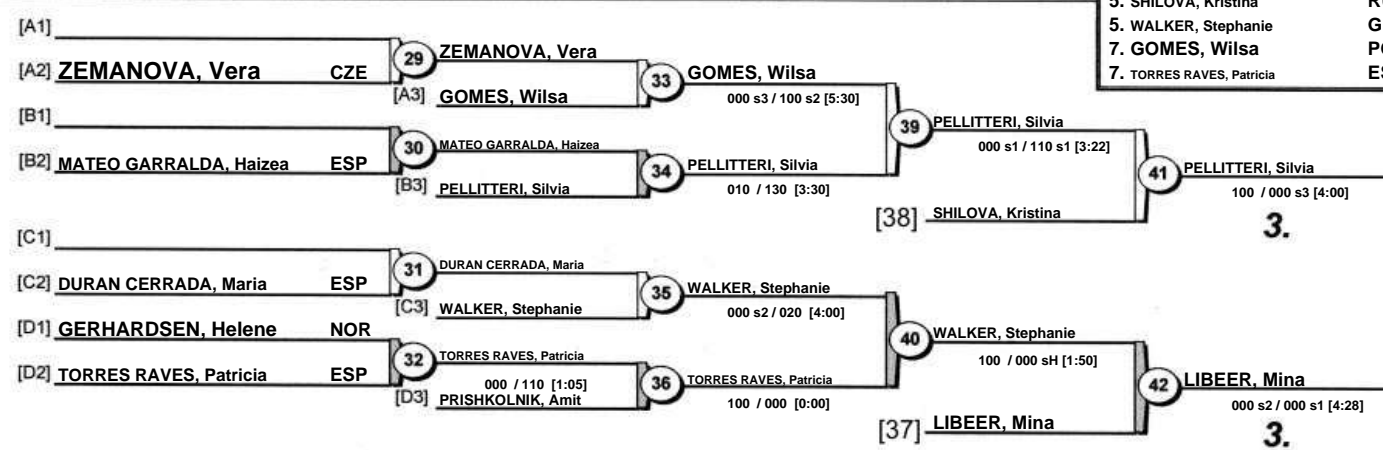 5. SHILOVA, Kristina
5. WALKER, Stephanie
7. GOMES, Wilsa
7. TORRES RAVES, Patricia
[A1]
[A2] ZEMANOVA, Vera CZE
29
ZEMANOVA, Vera
[A3] GOMES, Wilsa
33
GOMES, Wilsa
000 s3 / 100 s2 [5:30]
[B1]
[B2] MATEO GARRALDA, Haizea ESP
30
MATEO GARRALDA, Haizea
[B3] PELLITTERI, Silvia
34
PELLITTERI, Silvia
010 / 130 [3:30]
39
PELLITTERI, Silvia
000 s1 / 110 s1 [3:22]
[38] SHILOVA, Kristina
41
PELLITTERI, Silvia
100 / 000 s3 [4:00]
3.
[C1]
[C2] DURAN CERRADA, Maria ESP
31
DURAN CERRADA, Maria
[C3] WALKER, Stephanie
35
WALKER, Stephanie
000 s2 / 020 [4:00]
[D1] GERHARDSEN, Helene NOR
[D2] TORRES RAVES, Patricia ESP
32
TORRES RAVES, Patricia
000 / 110 [1:05]
[D3] PRISHKOLNIK, Amit
36
TORRES RAVES, Patricia
100 / 000 [0:00]
40
WALKER, Stephanie
100 / 000 sH [1:50]
[37] LIBEER, Mina
42
LIBEER, Mina
000 s2 / 000 s1 [4:28]
3.